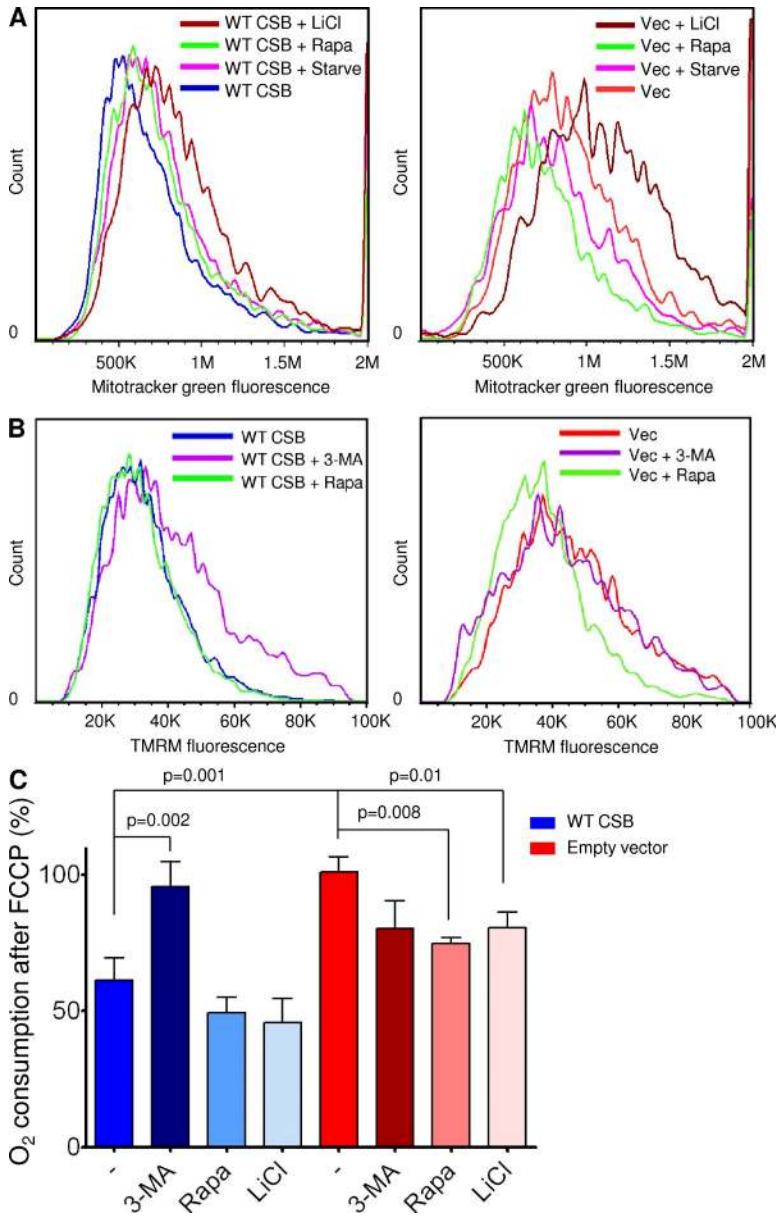 A
WT CSB + LiCl
WT CSB + Rapa
WT CSB + Starve
WT CSB
Count
0
500K 1M 1.5M 2M
Mitotracker green fluorescence
Vec + LiCl
Vec + Rapa
Vec + Starve
Vec
Count
0
500K 1M 1.5M 2M
Mitotracker green fluorescence
B
WT CSB
WT CSB + 3-MA
WT CSB + Rapa
Count
0
20K 40K 60K 80K 100K
TMRM fluorescence
Vec
Vec + 3-MA
Vec + Rapa
Count
0
20K 40K 60K 80K 100K
TMRM fluorescence
C
p=0.001
p=0.01
p=0.002
p=0.008
WT CSB
Empty vector
O₂ consumption after FCCP (%)
100
50
0
- 3-MA Rapa LiCl - 3-MA Rapa LiCl